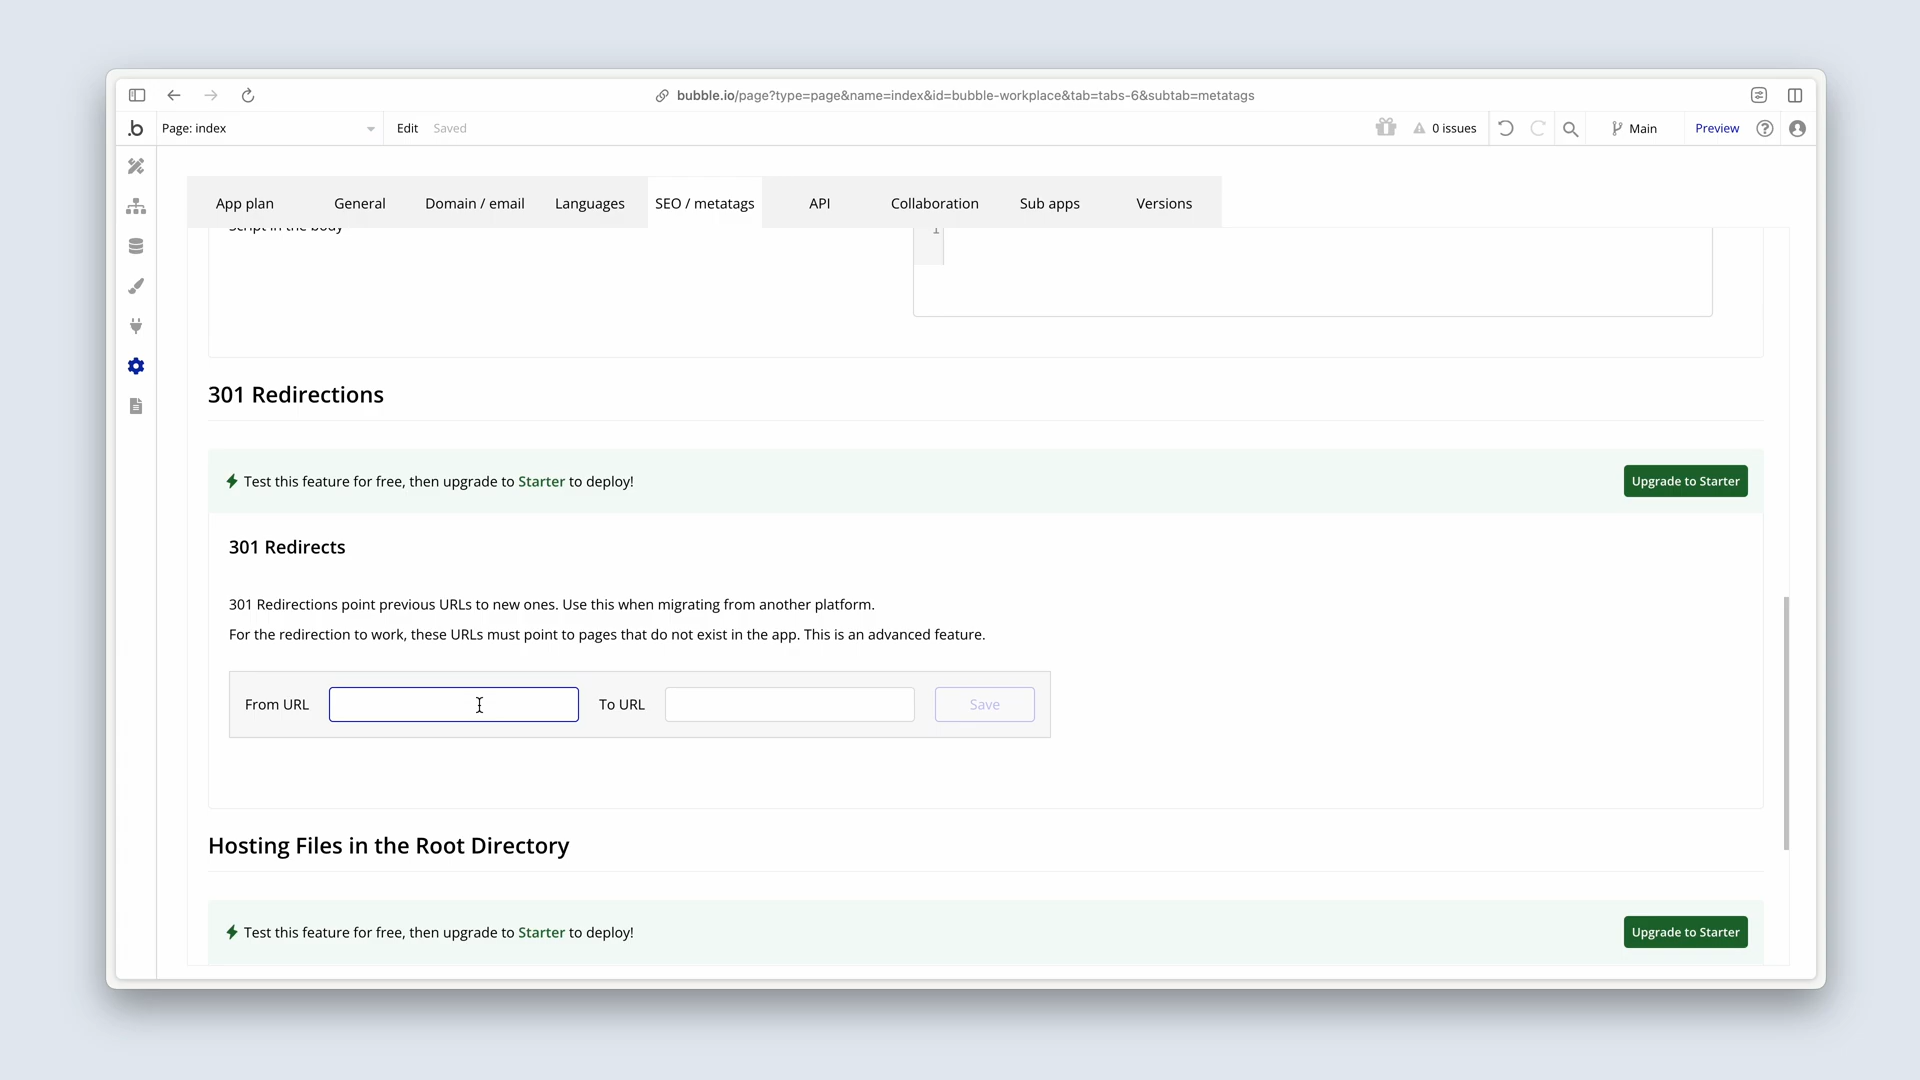 bubble.io/page?type=page&name=index&id=bubble-workplace&tab=tabs-6&subtab=metatags
Page: index
Edit
Saved
0 issues
Main
Preview
App plan
General
Domain / email
Languages
SEO / metatags
API
Collaboration
Sub apps
Versions
Script in the body
1
301 Redirections
Test this feature for free, then upgrade to Starter to deploy!
Upgrade to Starter
301 Redirects
301 Redirections point previous URLs to new ones. Use this when migrating from another platform.
For the redirection to work, these URLs must point to pages that do not exist in the app. This is an advanced feature.
From URL
To URL
Save
Hosting Files in the Root Directory
Test this feature for free, then upgrade to Starter to deploy!
Upgrade to Starter